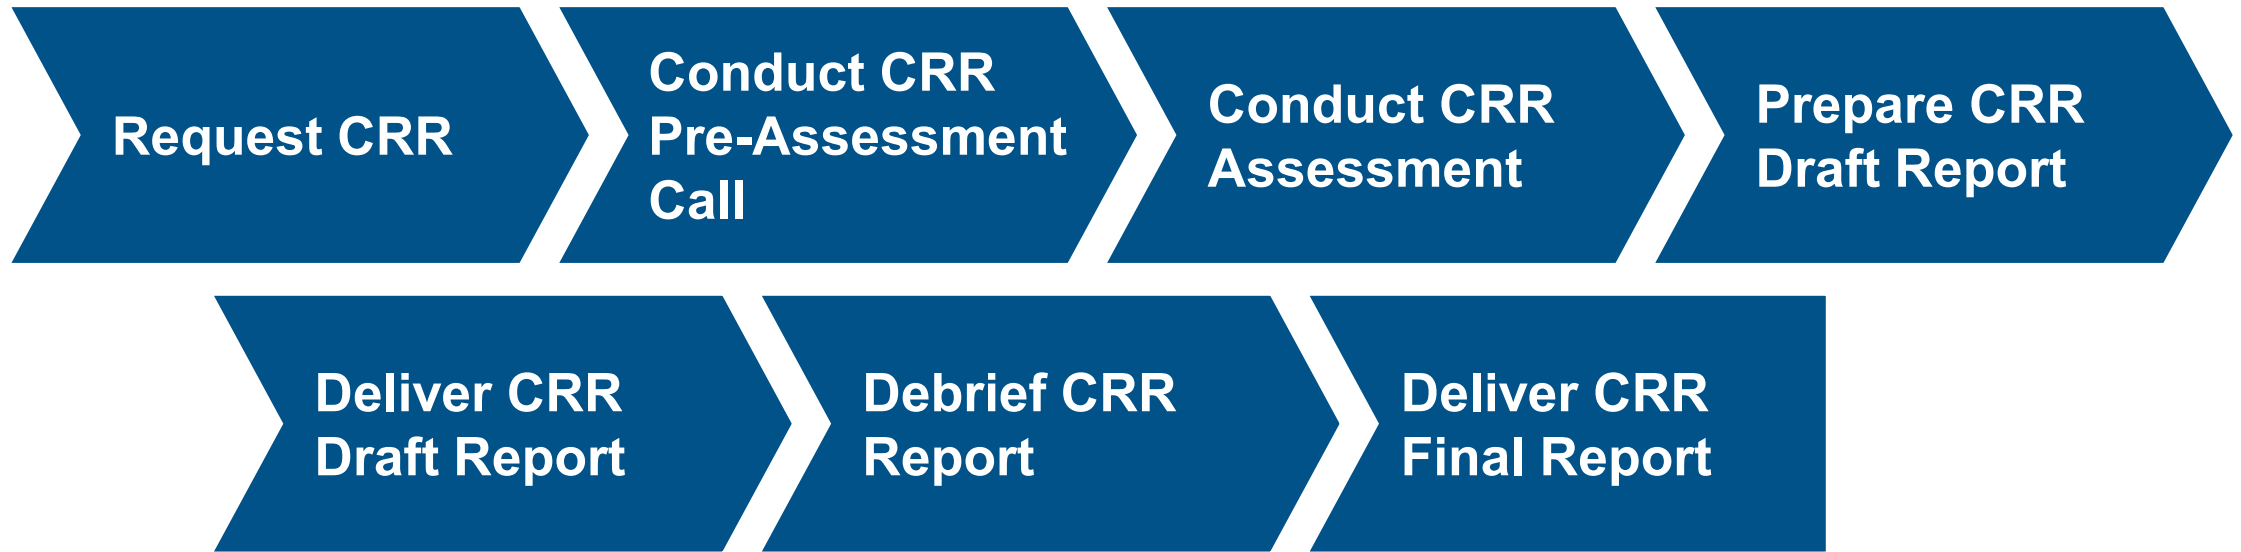 Request CRR
Conduct CRR
Pre-Assessment
Call
Conduct CRR
Assessment
Prepare CRR
Draft Report
Deliver CRR
Draft Report
Debrief CRR
Report
Deliver CRR
Final Report